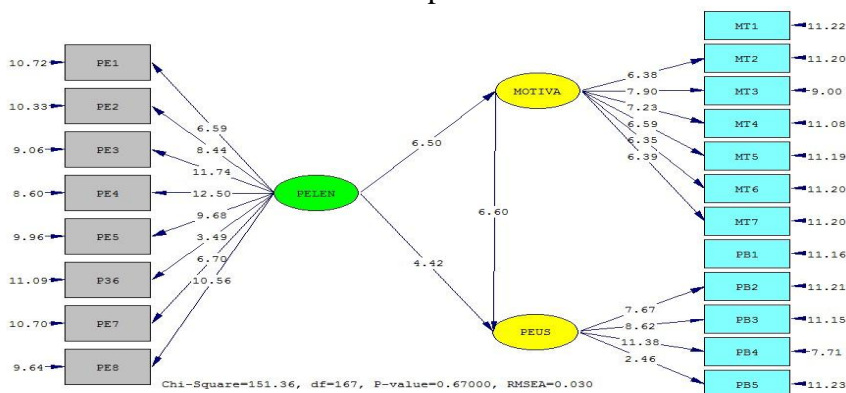 10.72 PE1
10.33 PE2
9.06 PE3
8.60 PE4
9.96 PE5
11.09 P36
10.70 PE7
9.64 PE8
6.59
8.44
11.74
12.50
9.68
3.49
6.70
10.56
PELEN
6.50
4.42
MOTIVA
6.60
PEUS
6.38
7.90
7.23
6.59
6.35
6.39
7.67
8.62
11.38
2.46
MT1 11.22
MT2 11.20
MT3 9.00
MT4 11.08
MT5 11.19
MT6 11.20
MT7 11.20
PB1 11.16
PB2 11.21
PB3 11.15
PB4 7.71
PB5 11.23
Chi-Square=151.36, df=167, P-value=0.67000, RMSEA=0.030